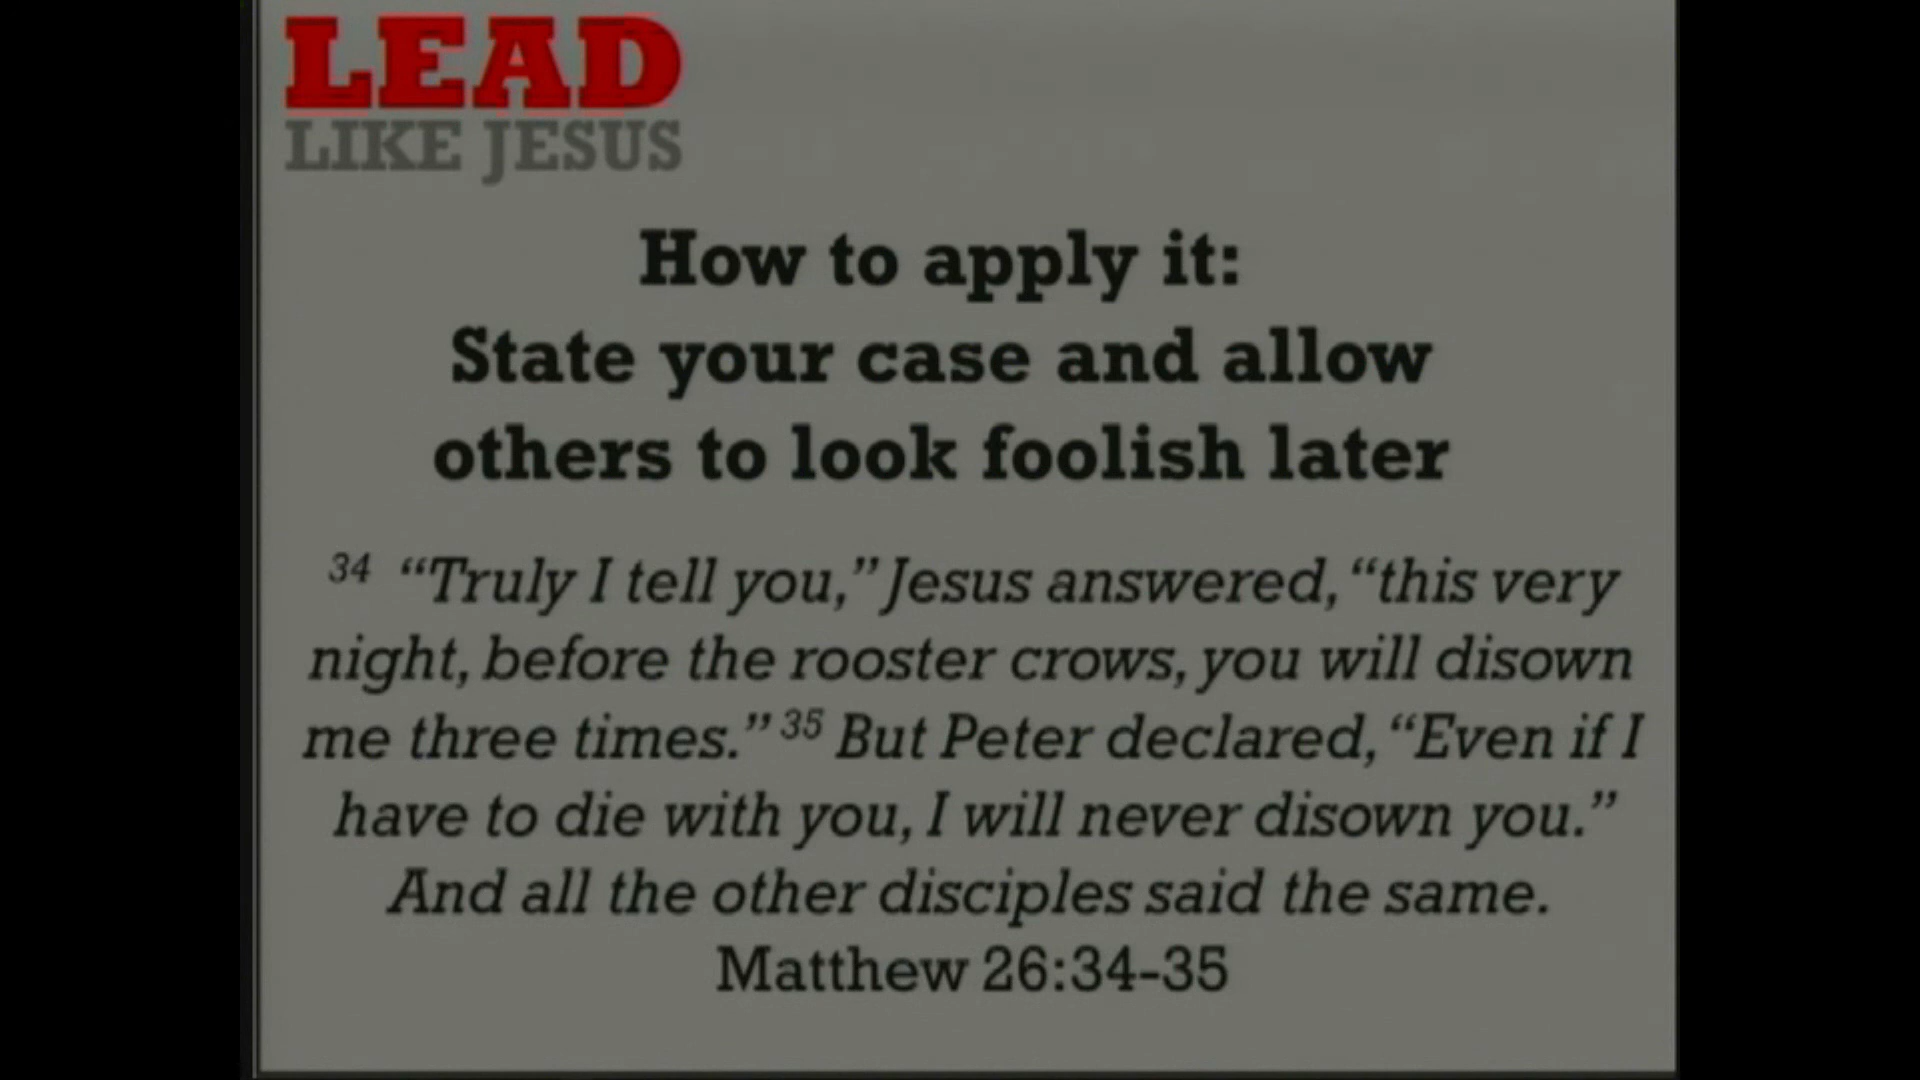 LEAD
LIKE JESUS
How to apply it:
State your case and allow
others to look foolish later
34 “Truly I tell you,” Jesus answered, “this very
night, before the rooster crows, you will disown
me three times.” 35 But Peter declared, “Even if I
have to die with you, I will never disown you.”
And all the other disciples said the same.
Matthew 26:34-35